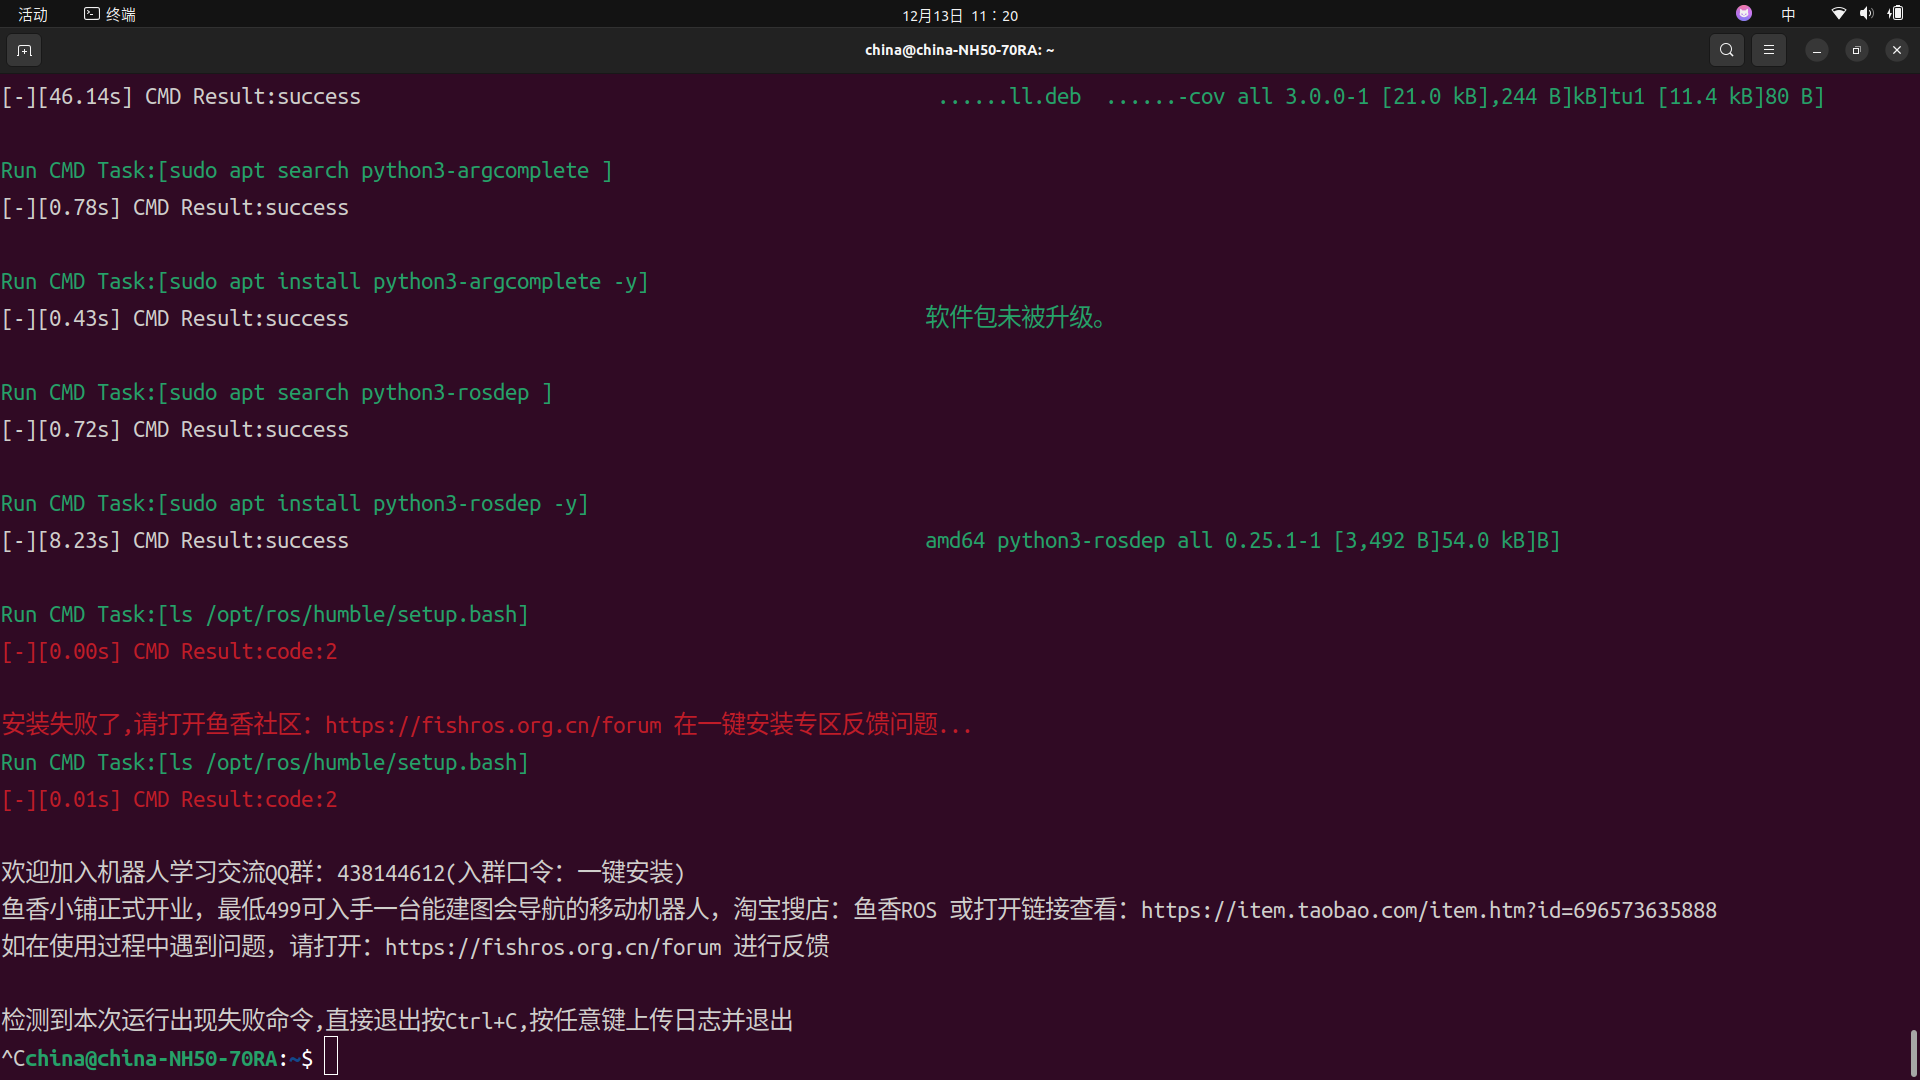 活动 终端 12月13日 11：20 中
china@china-NH50-70RA: ~
[-][46.14s] CMD Result:success ......ll.deb ......-cov all 3.0.0-1 [21.0 kB],244 B]kB]tu1 [11.4 kB]80 B]
Run CMD Task:[sudo apt search python3-argcomplete ]
[-][0.78s] CMD Result:success
Run CMD Task:[sudo apt install python3-argcomplete -y]
[-][0.43s] CMD Result:success 软件包未被升级。
Run CMD Task:[sudo apt search python3-rosdep ]
[-][0.72s] CMD Result:success
Run CMD Task:[sudo apt install python3-rosdep -y]
[-][8.23s] CMD Result:success amd64 python3-rosdep all 0.25.1-1 [3,492 B]54.0 kB]B]
Run CMD Task:[ls /opt/ros/humble/setup.bash]
[-][0.00s] CMD Result:code:2
安装失败了,请打开鱼香社区：https://fishros.org.cn/forum 在一键安装专区反馈问题...
Run CMD Task:[ls /opt/ros/humble/setup.bash]
[-][0.01s] CMD Result:code:2
欢迎加入机器人学习交流QQ群：438144612(入群口令：一键安装)
鱼香小铺正式开业，最低499可入手一台能建图会导航的移动机器人，淘宝搜店：鱼香ROS 或打开链接查看：https://item.taobao.com/item.htm?id=696573635888
如在使用过程中遇到问题，请打开：https://fishros.org.cn/forum 进行反馈
检测到本次运行出现失败命令,直接退出按Ctrl+C,按任意键上传日志并退出
^Cchina@china-NH50-70RA:~$